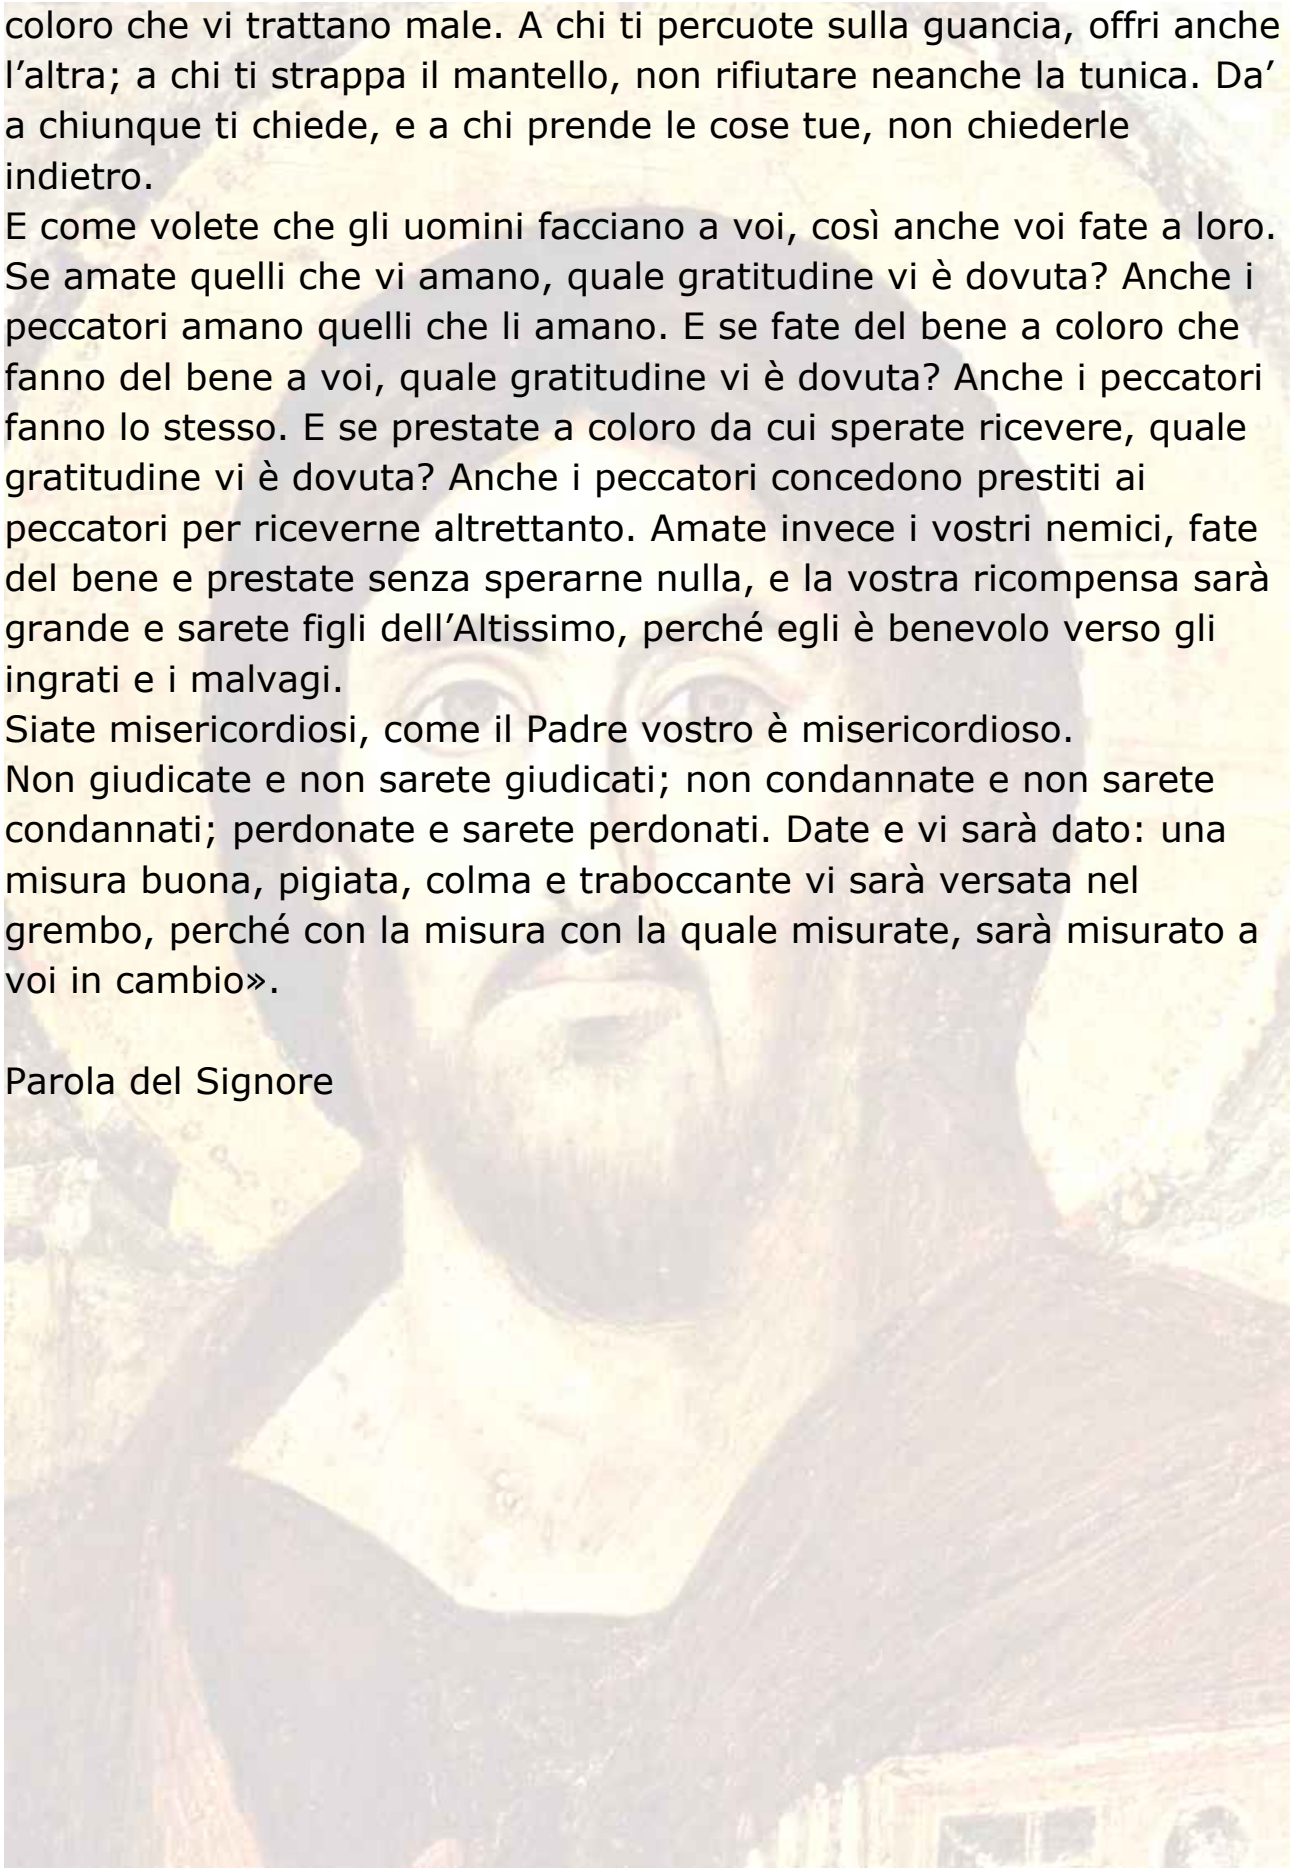 coloro che vi trattano male. A chi ti percuote sulla guancia, offri anche
l’altra; a chi ti strappa il mantello, non rifiutare neanche la tunica. Da’
a chiunque ti chiede, e a chi prende le cose tue, non chiederle
indietro.
E come volete che gli uomini facciano a voi, così anche voi fate a loro.
Se amate quelli che vi amano, quale gratitudine vi è dovuta? Anche i
peccatori amano quelli che li amano. E se fate del bene a coloro che
fanno del bene a voi, quale gratitudine vi è dovuta? Anche i peccatori
fanno lo stesso. E se prestate a coloro da cui sperate ricevere, quale
gratitudine vi è dovuta? Anche i peccatori concedono prestiti ai
peccatori per riceverne altrettanto. Amate invece i vostri nemici, fate
del bene e prestate senza sperarne nulla, e la vostra ricompensa sarà
grande e sarete figli dell’Altissimo, perché egli è benevolo verso gli
ingrati e i malvagi.
Siate misericordiosi, come il Padre vostro è misericordioso.
Non giudicate e non sarete giudicati; non condannate e non sarete
condannati; perdonate e sarete perdonati. Date e vi sarà dato: una
misura buona, pigiata, colma e traboccante vi sarà versata nel
grembo, perché con la misura con la quale misurate, sarà misurato a
voi in cambio».
Parola del Signore